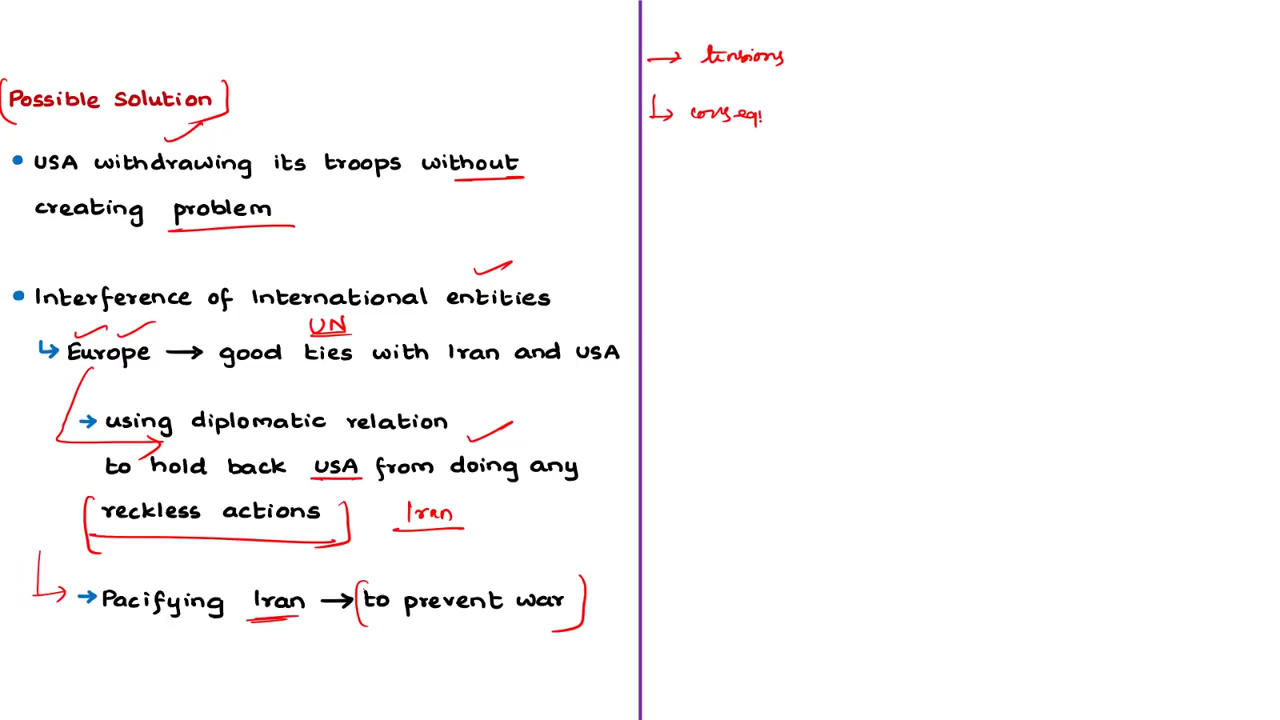 Possible Solution
• USA withdrawing its troops without
creating problem
• Interference of International entities
UN
↳ Europe → good ties with Iran and USA
→ using diplomatic relation
to hold back USA from doing any
reckless actions Iran
→ Pacifying Iran → to prevent war
→ tensions
↳ conseq